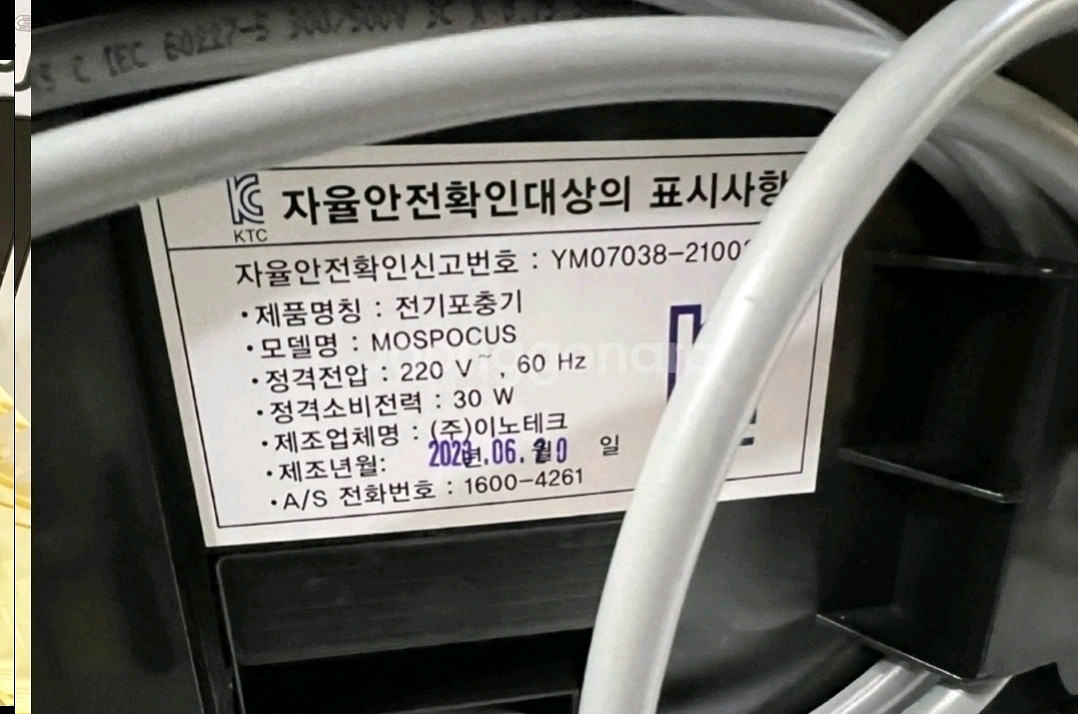 IEC 60227-5 300/500V
KC 자율안전확인대상의 표시사항
KTC
자율안전확인신고번호 : YM07038-2100
•제품명칭 : 전기포충기
•모델명 : MOSPOCUS
•정격전압 : 220 V~, 60 Hz
•정격소비전력 : 30 W
•제조업체명 : (주)이노테크
•제조년월: 년 월 일
•A/S 전화번호 : 1600-4261